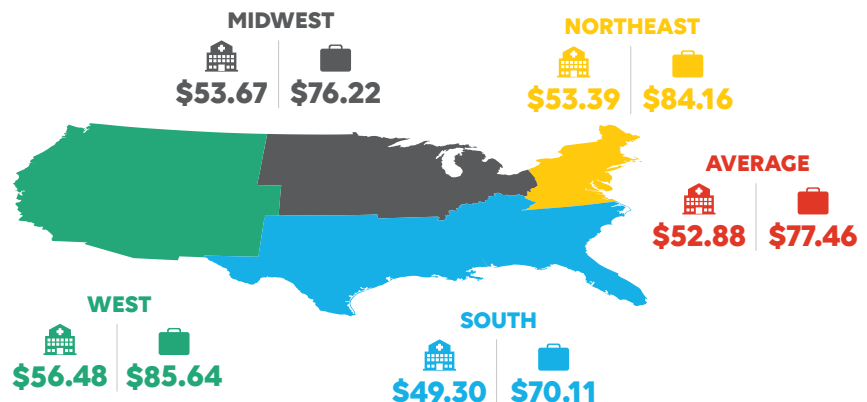 MIDWEST
$53.67 $76.22
NORTHEAST
$53.39 $84.16
AVERAGE
$52.88 $77.46
WEST
$56.48 $85.64
SOUTH
$49.30 $70.11